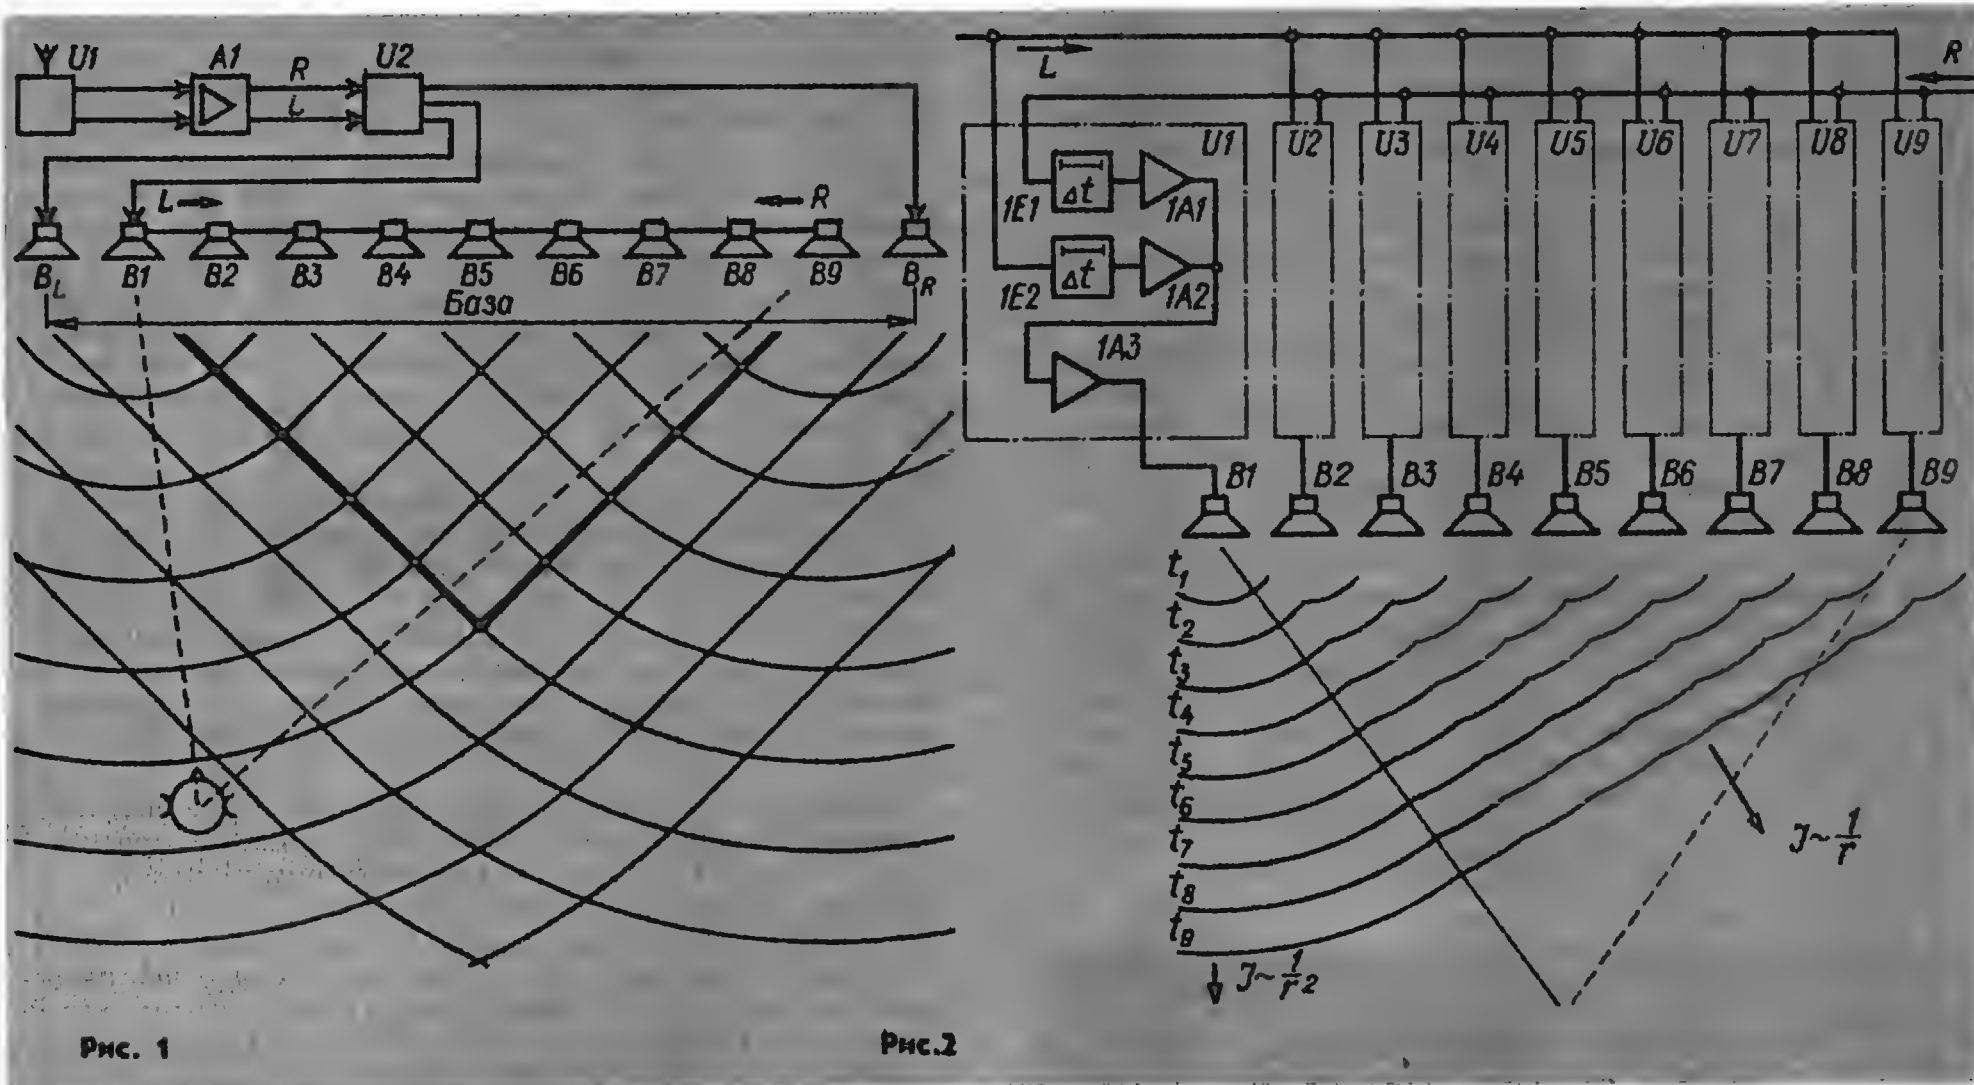 U1 A1 R L U2
L R
B_L B1 B2 B3 B4 B5 B6 B7 B8 B9 B_R
База
Рис. 1
L R
U1 U2 U3 U4 U5 U6 U7 U8 U9
1E1 Δt 1A1
1E2 Δt 1A2
1A3
B1 B2 B3 B4 B5 B6 B7 B8 B9
t₁
t₂
t₃
t₄
t₅
t₆
t₇
t₈
t₉
J~1/r
J~1/r²
Рис.2